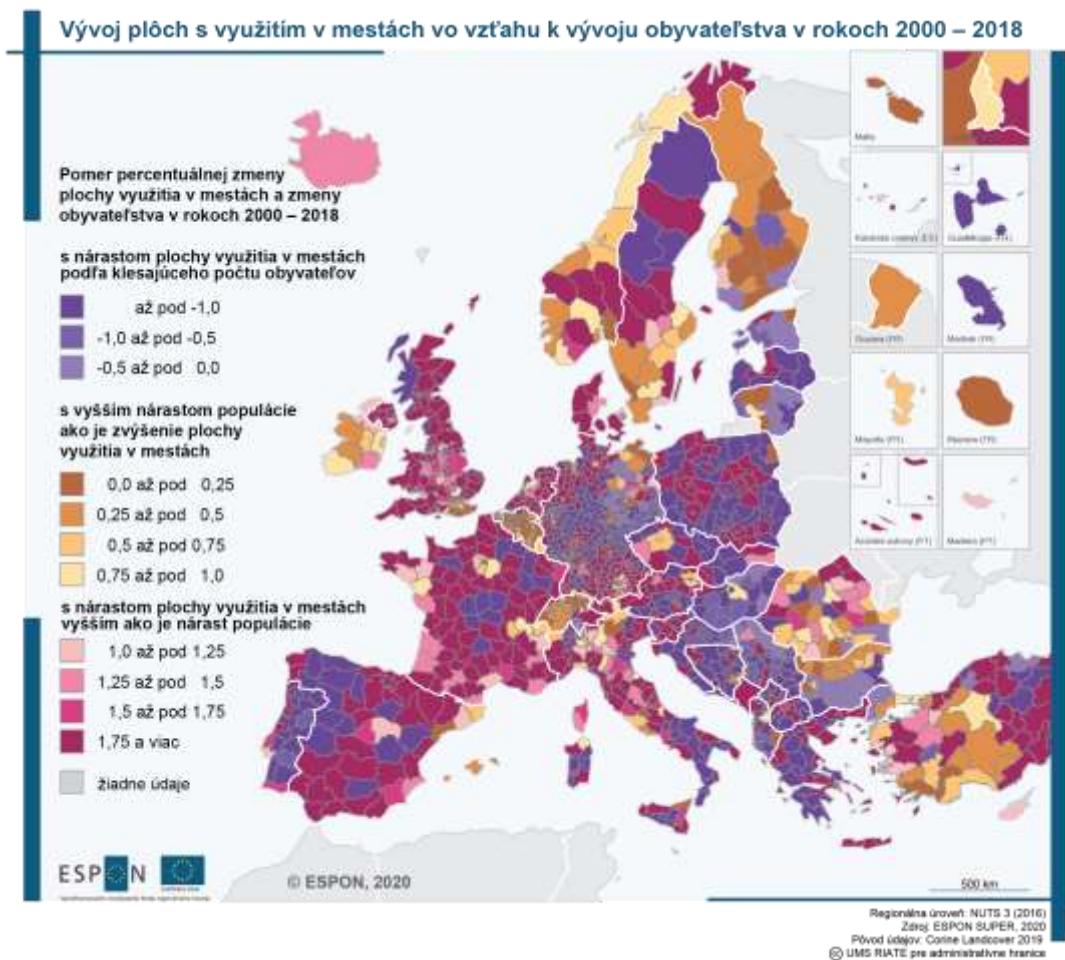 Vývoj plôch s využitím v mestách vo vzťahu k vývoju obyvateľstva v rokoch 2000 – 2018
Pomer percentuálnej zmeny
plochy využitia v mestách a zmeny
obyvateľstva v rokoch 2000 – 2018
s nárastom plochy využitia v mestách
podľa klesajúceho počtu obyvateľov
až pod -1,0
-1,0 až pod -0,5
-0,5 až pod 0,0
s vyšším nárastom populácie
ako je zvýšenie plochy
využitia v mestách
0,0 až pod 0,25
0,25 až pod 0,5
0,5 až pod 0,75
0,75 až pod 1,0
s nárastom plochy využitia v mestách
vyšším ako je nárast populácie
1,0 až pod 1,25
1,25 až pod 1,5
1,5 až pod 1,75
1,75 a viac
žiadne údaje
Malta
Guadeloupe (FR)
Mayotte (FR)
Madeira (PT)
ESPON
© ESPON, 2020
500 km
Regionálna úroveň: NUTS 3 (2016)
Zdroj: ESPON SUPER, 2020
Pôvod údajov: Corine Landcover 2019
UMS RIATE pre administratívne hranice